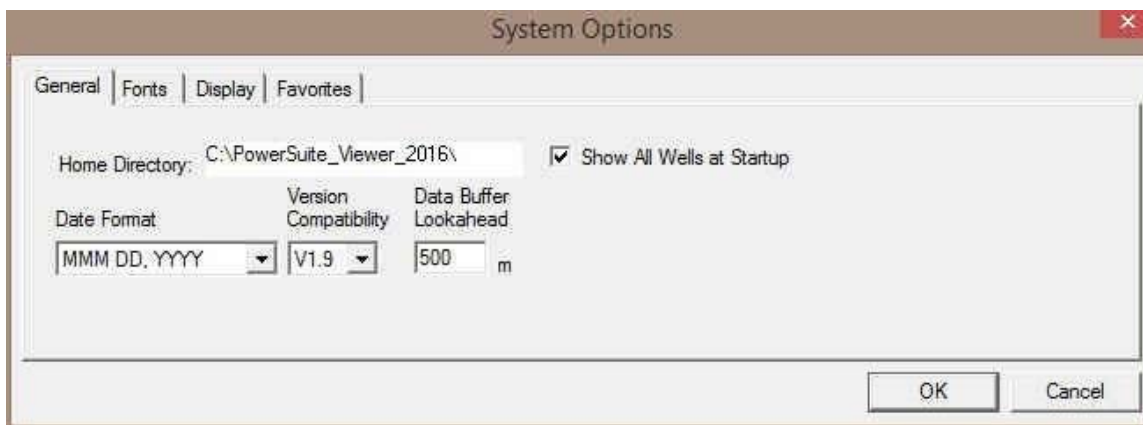 System Options
General Fonts Display Favorites
Home Directory: C:\PowerSuite_Viewer_2016\ Show All Wells at Startup
Date Format Version Compatibility Data Buffer Lookahead
MMM DD, YYYY V1.9 500 m
OK Cancel